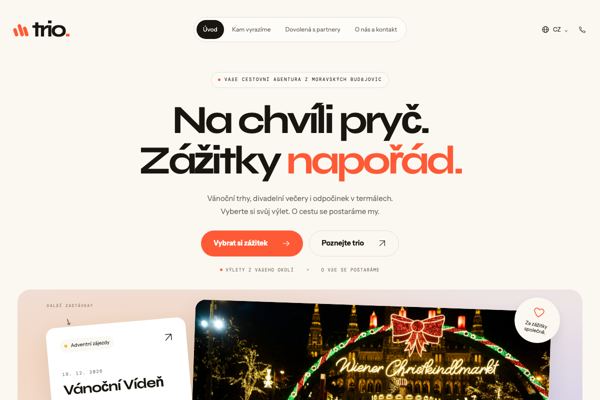 trio.
Úvod
Kam vyrazíme
Dovolená s partnery
O nás a kontakt
CZ
VAŠE CESTOVNÍ AGENTURA Z MORAVSKÝCH BUDĚJOVIC
Na chvíli pryč.
Zážitky napořád.
Vánoční trhy, divadelní večery i odpočinek v termálech.
Vyberte si svůj výlet. O cestu se postaráme my.
Vybrat si zážitek
Poznejte trio
VÝLETY Z VAŠEHO OKOLÍ
O VŠE SE POSTARÁME
DALŠÍ ZASTÁVKA?
Adventní zájezdy
Za zážitky
společně.
Wiener Christkindlmarkt
Vánoční Vídeň